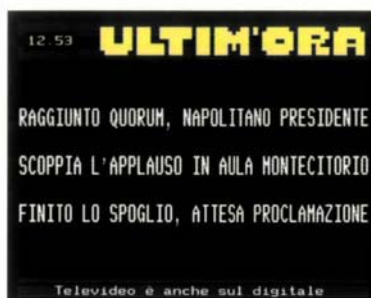 12.53 ULTIM'ORA
RAGGIUNTO QUORUM, NAPOLITANO PRESIDENTE
SCOPPIA L'APPLAUSO IN AULA MONTECITORIO
FINITO LO SPOGLIO, ATTESA PROCLAMAZIONE
Televideo è anche sul digitale